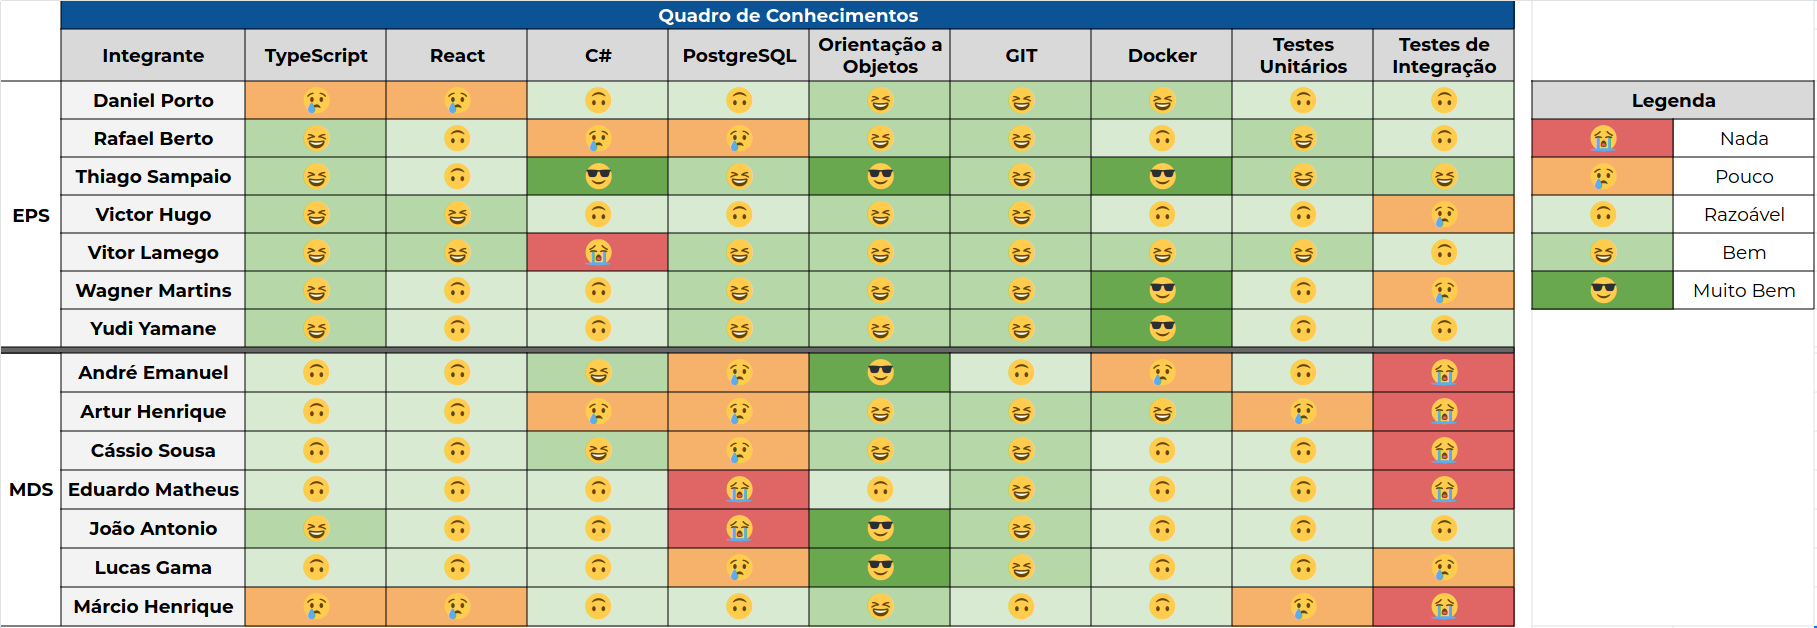 Quadro de Conhecimentos
Integrante TypeScript React C# PostgreSQL Orientação a Objetos GIT Docker Testes Unitários Testes de Integração
EPS
Daniel Porto 😢 😢 🙃 🙃 😆 😆 😆 🙃 🙃
Rafael Berto 😆 🙃 😢 😢 😆 😆 🙃 😆 🙃
Thiago Sampaio 😆 🙃 😎 😆 😎 😆 😎 😆 😆
Victor Hugo 😆 😆 🙃 🙃 😆 😆 🙃 🙃 😢
Vitor Lamego 😆 😆 😭 😆 😆 😆 😆 😆 🙃
Wagner Martins 😆 🙃 🙃 😆 😆 😆 😎 🙃 😢
Yudi Yamane 😆 🙃 🙃 😆 😆 😆 😎 🙃 🙃
MDS
André Emanuel 🙃 🙃 😆 😢 😎 🙃 😢 🙃 😭
Artur Henrique 🙃 🙃 😢 😢 😆 😆 😆 😢 😭
Cássio Sousa 🙃 🙃 😆 😢 😆 😆 🙃 🙃 😭
Eduardo Matheus 🙃 🙃 🙃 😭 🙃 😆 🙃 🙃 😭
João Antonio 😆 🙃 🙃 😭 😎 😆 🙃 🙃 🙃
Lucas Gama 🙃 🙃 🙃 😢 😎 😆 🙃 🙃 😢
Márcio Henrique 😢 😢 🙃 🙃 😆 🙃 🙃 😢 😭
Legenda
😭 Nada
😢 Pouco
🙃 Razoável
😆 Bem
😎 Muito Bem